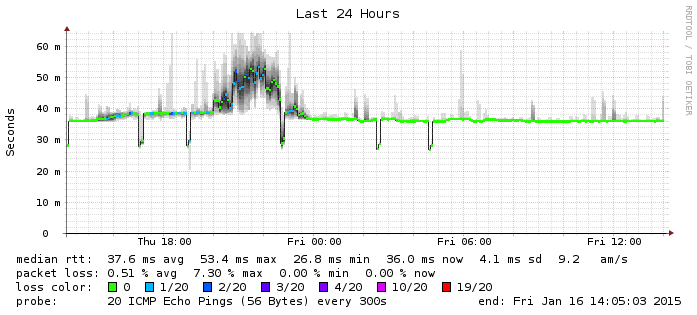 Last 24 Hours
RRDTOOL / TOBI OETIKER
Seconds
60 m
50 m
40 m
30 m
20 m
10 m
0
Thu 18:00 Fri 00:00 Fri 06:00 Fri 12:00
median rtt: 37.6 ms avg 53.4 ms max 26.8 ms min 36.0 ms now 4.1 ms sd 9.2 am/s
packet loss: 0.51 % avg 7.30 % max 0.00 % min 0.00 % now
loss color: 0 1/20 2/20 3/20 4/20 10/20 19/20
probe: 20 ICMP Echo Pings (56 Bytes) every 300s end: Fri Jan 16 14:05:03 2015